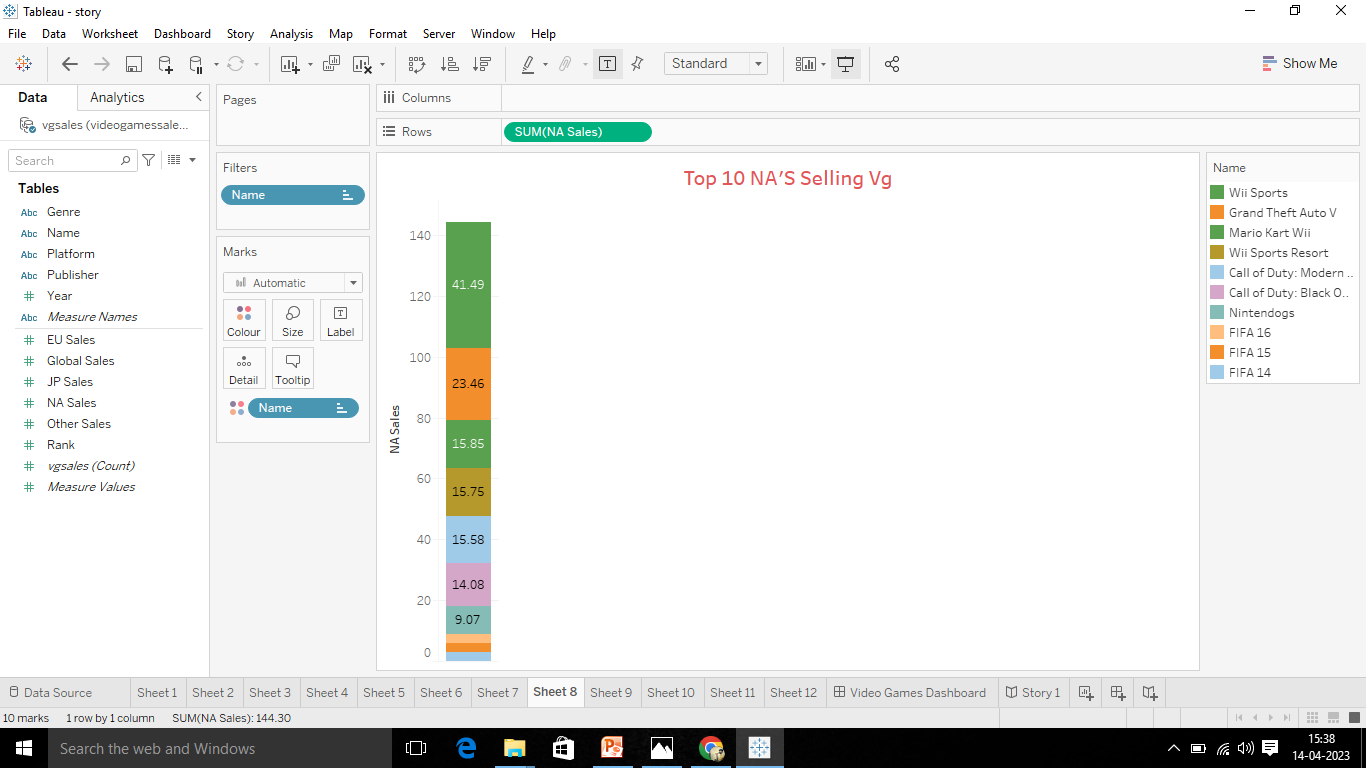 Tableau - story
File Data Worksheet Dashboard Story Analysis Map Format Server Window Help
Standard
Show Me
Data Analytics
vgsales (videogamessale...
Search
Tables
Abc Genre
Abc Name
Abc Platform
Abc Publisher
# Year
Abc Measure Names
# EU Sales
# Global Sales
# JP Sales
# NA Sales
# Other Sales
# Rank
# vgsales (Count)
# Measure Values
Pages
Filters
Name
Marks
Automatic
Colour Size Label
Detail Tooltip
Name
Columns
Rows SUM(NA Sales)
Top 10 NA'S Selling Vg
NA Sales
140
120
100
80
60
40
20
0
41.49
23.46
15.85
15.75
15.58
14.08
9.07
Name
Wii Sports
Grand Theft Auto V
Mario Kart Wii
Wii Sports Resort
Call of Duty: Modern ..
Call of Duty: Black O..
Nintendogs
FIFA 16
FIFA 15
FIFA 14
Data Source Sheet 1 Sheet 2 Sheet 3 Sheet 4 Sheet 5 Sheet 6 Sheet 7 Sheet 8 Sheet 9 Sheet 10 Sheet 11 Sheet 12 Video Games Dashboard Story 1
10 marks 1 row by 1 column SUM(NA Sales): 144.30
Search the web and Windows
15:38
14-04-2023